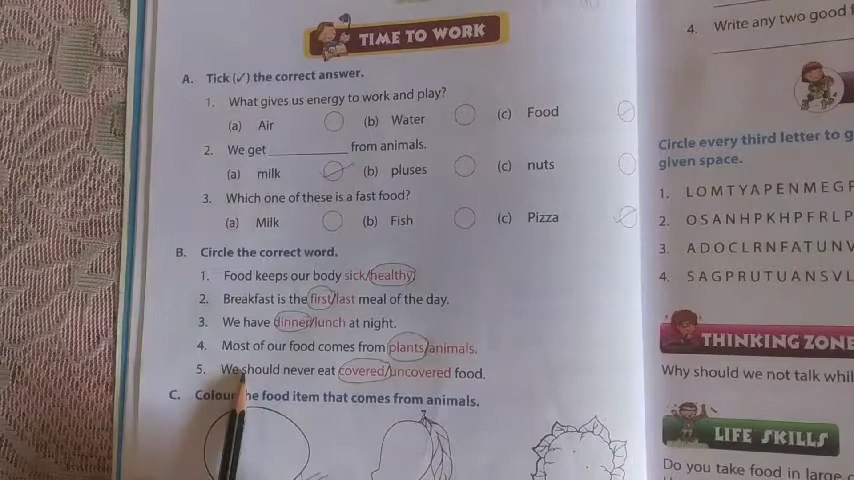 TIME TO WORK
A. Tick (✓) the correct answer.
1. What gives us energy to work and play?
(a) Air (b) Water (c) Food
2. We get __________ from animals.
(a) milk (b) pluses (c) nuts
3. Which one of these is a fast food?
(a) Milk (b) Fish (c) Pizza
B. Circle the correct word.
1. Food keeps our body sick/healthy.
2. Breakfast is the first/last meal of the day.
3. We have dinner/lunch at night.
4. Most of our food comes from plants/animals.
5. We should never eat covered/uncovered food.
C. Colour the food item that comes from animals.
4. Write any two good
Circle every third letter to g
given space.
1. L O M T Y A P E N M E G
2. O S A N H P K H P F R L P
3. A D O C L R N F A T U N V
4. S A G P R U T U A N S V L
THINKING ZONE
Why should we not talk whil
LIFE SKILLS
Do you take food in large